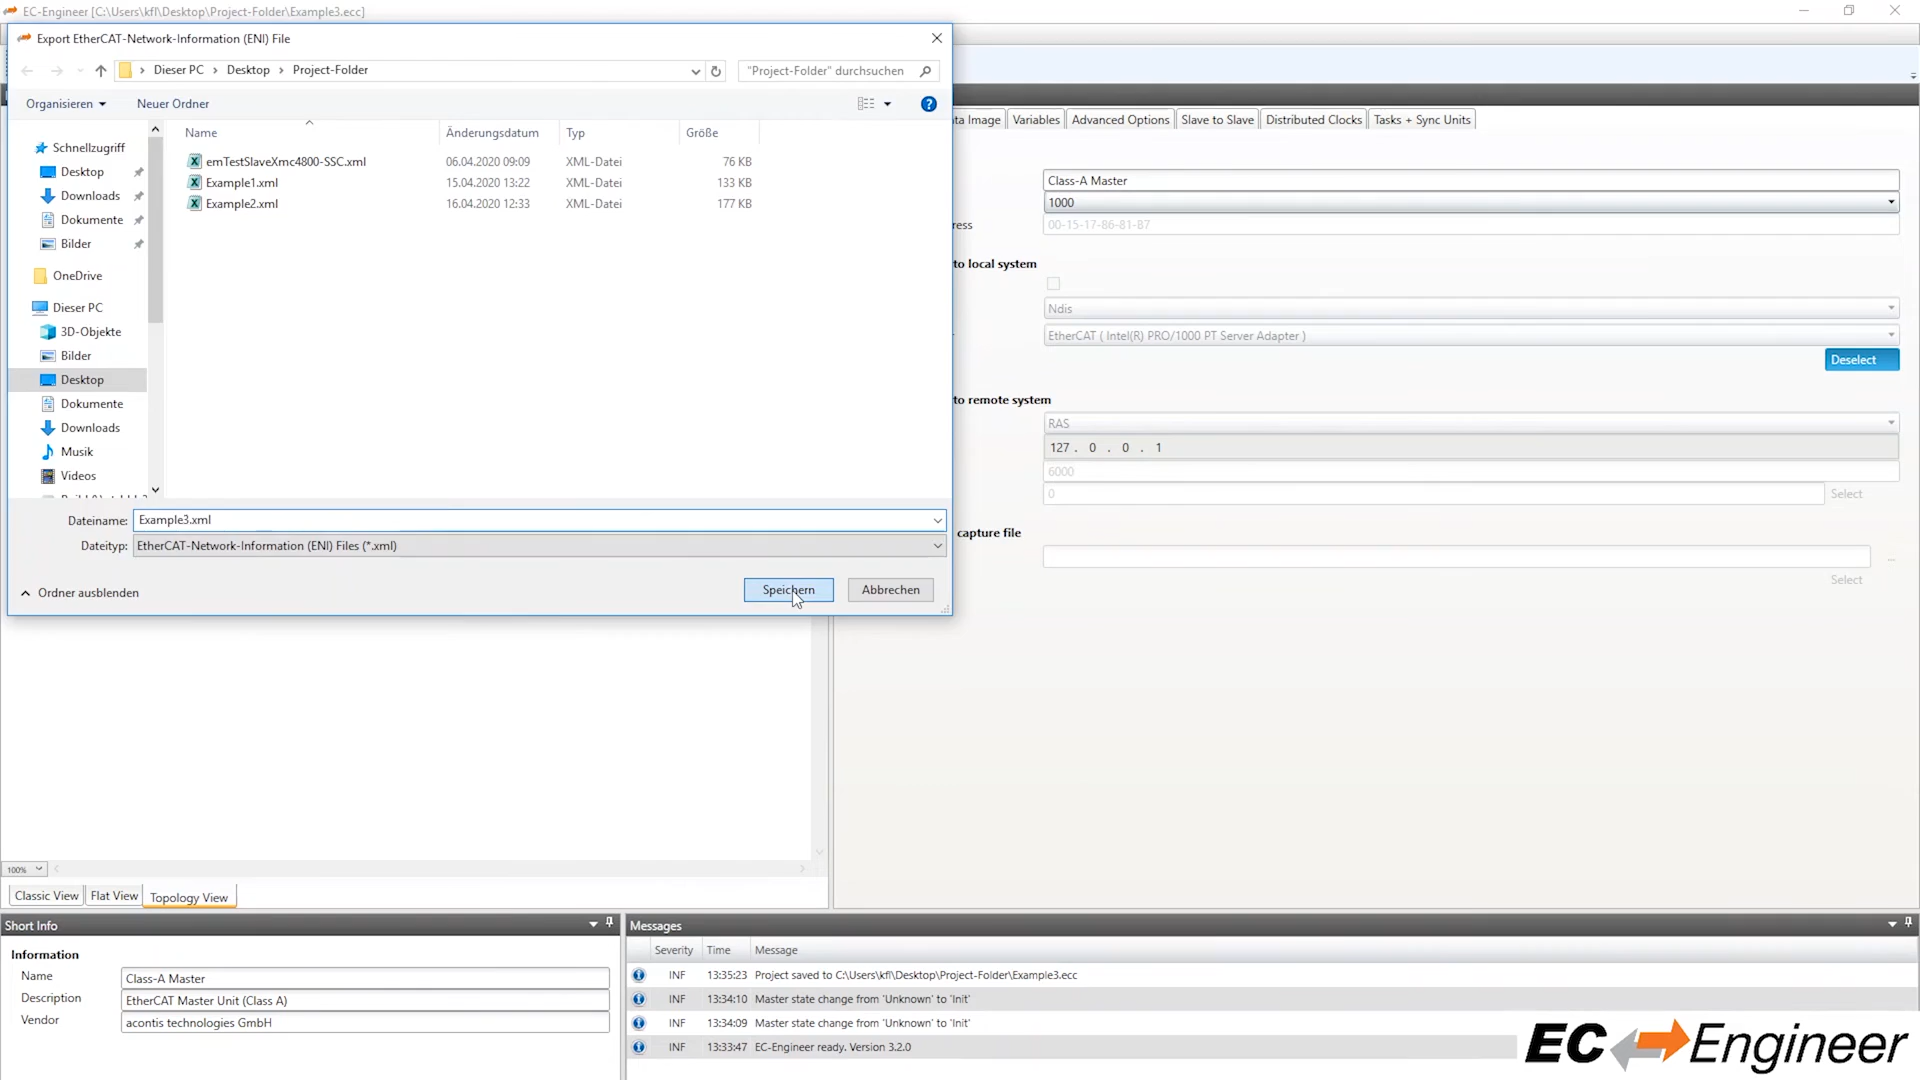 EC-Engineer [C:\Users\kfl\Desktop\Project-Folder\Example3.ecc]
Export EtherCAT-Network-Information (ENI) File
Dieser PC > Desktop > Project-Folder
"Project-Folder" durchsuchen
Organisieren
Neuer Ordner
Name Änderungsdatum Typ Größe
emTestSlaveXmc4800-SSC.xml 06.04.2020 09:09 XML-Datei 76 KB
Example1.xml 15.04.2020 13:22 XML-Datei 133 KB
Example2.xml 16.04.2020 12:33 XML-Datei 177 KB
Schnellzugriff
Desktop
Downloads
Dokumente
Bilder
OneDrive
Dieser PC
3D-Objekte
Bilder
Desktop
Dokumente
Downloads
Musik
Videos
Dateiname: Example3.xml
Dateityp: EtherCAT-Network-Information (ENI) Files (*.xml)
Ordner ausblenden
Speichern
Abbrechen
ata Image Variables Advanced Options Slave to Slave Distributed Clocks Tasks + Sync Units
Class-A Master
1000
ress 00-15-17-86-81-87
to local system
Ndis
EtherCAT ( Intel(R) PRO/1000 PT Server Adapter )
Deselect
to remote system
RAS
127 . 0 . 0 . 1
6000
0 Select
capture file
...
Select
100%
Classic View Flat View Topology View
Short Info
Information
Name Class-A Master
Description EtherCAT Master Unit (Class A)
Vendor acontis technologies GmbH
Messages
Severity Time Message
INF 13:35:23 Project saved to C:\Users\kfl\Desktop\Project-Folder\Example3.ecc
INF 13:34:10 Master state change from 'Unknown' to 'Init'
INF 13:34:09 Master state change from 'Unknown' to 'Init'
INF 13:33:47 EC-Engineer ready. Version 3.2.0
EC Engineer